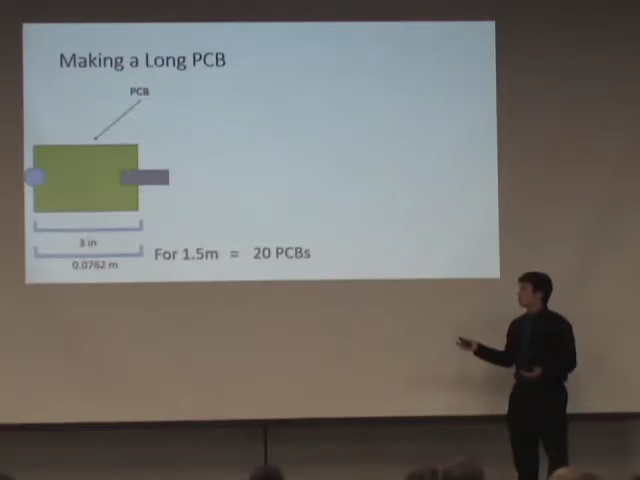 Making a Long PCB
PCB
3 in
0.0762 m
For 1.5m = 20 PCBs